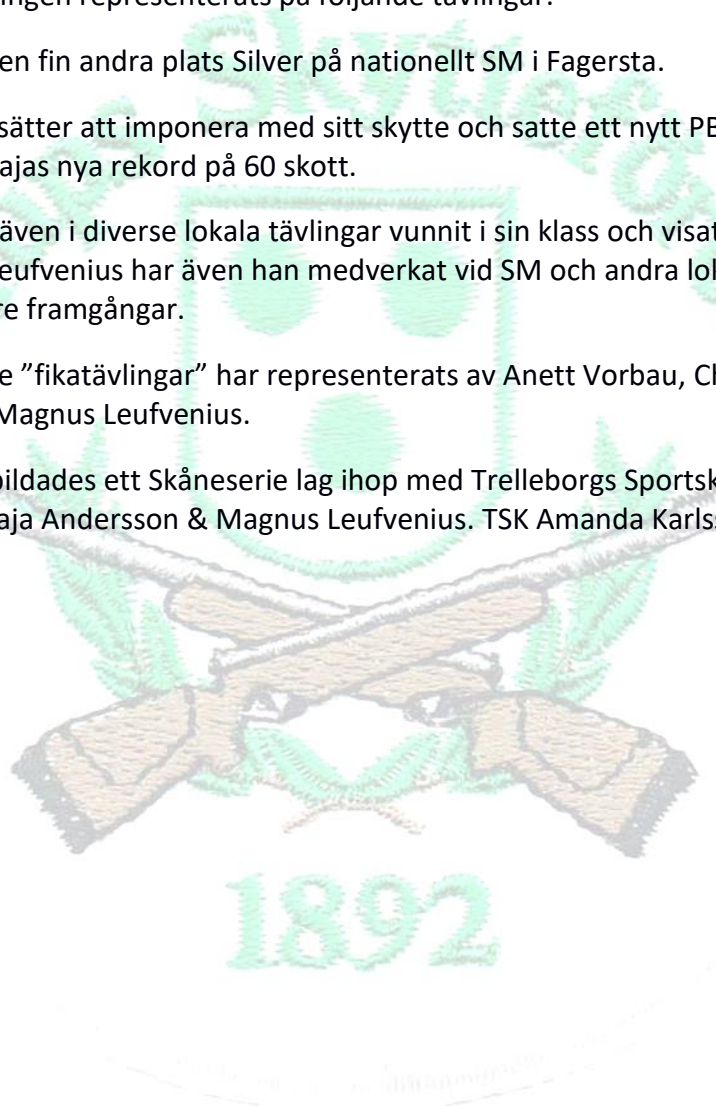 ingen representerats på följande tävlingar:
en fin andra plats Silver på nationellt SM i Fagersta.
sätter att imponera med sitt skytte och satte ett nytt PB
ajas nya rekord på 60 skott.
även i diverse lokala tävlingar vunnit i sin klass och visat
eufvenius har även han medverkat vid SM och andra lok
re framgångar.
e ”fikatävlingar” har representerats av Anett Vorbau, Ch
Magnus Leufvenius.
bildades ett Skåneserie lag ihop med Trelleborgs Sportsk
aja Andersson & Magnus Leufvenius. TSK Amanda Karlss
1892